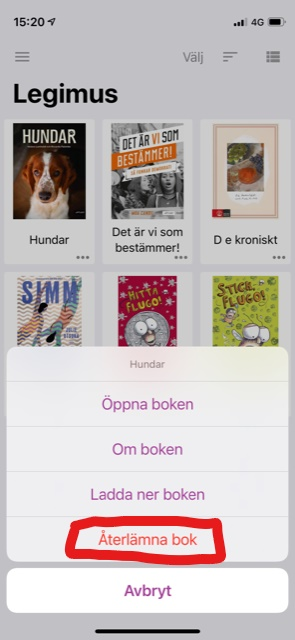 15:20
4G
Välj
Legimus
HUNDAR
DET ÄR VI SOM
BESTÄMMER!
Hundar
Det är vi som
bestämmer!
D e kroniskt
SIMM
HITTA
FLUGO!
STICK,
FLUGO!
Hundar
Öppna boken
Om boken
Ladda ner boken
Återlämna bok
Avbryt